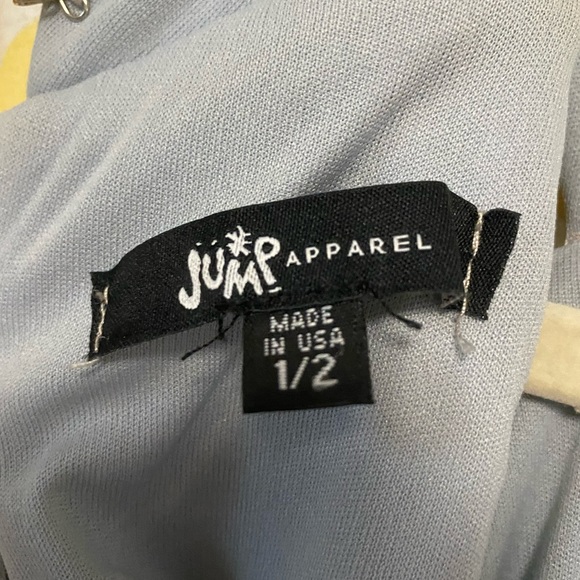 JUMP APPAREL
MADE
IN USA
1/2